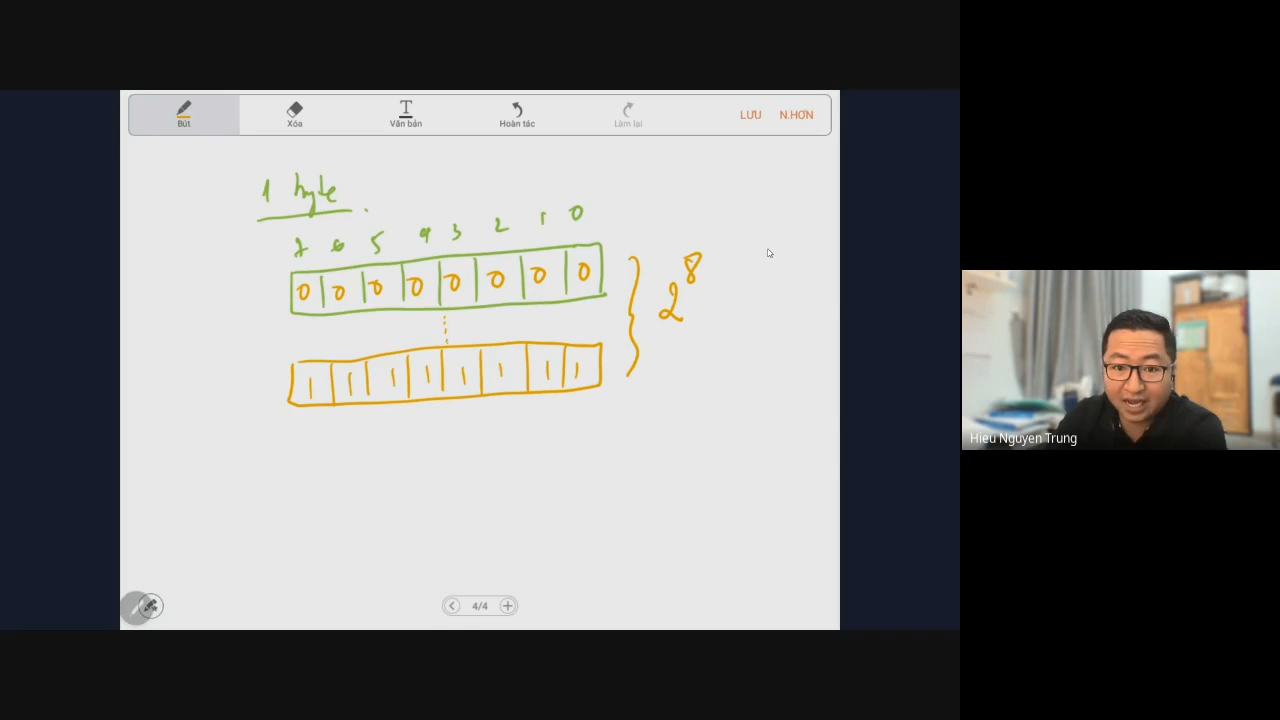 Bút Xóa Văn bản Hoàn tác Làm lại LƯU N.HƠN
1 byte.
7 6 5 4 3 2 1 0
0 0 0 0 0 0 0 0
2^8
1 1 1 1 1 1 1 1
Hieu Nguyen Trung
4/4